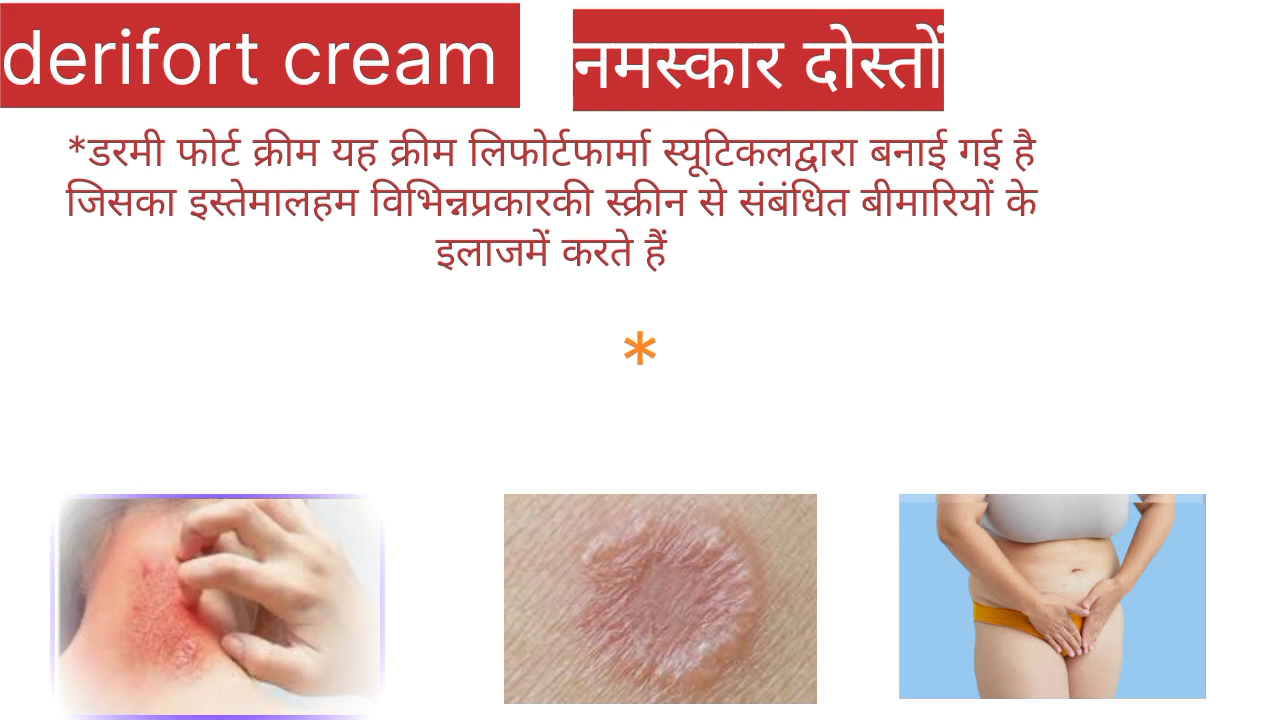 derifort cream
नमस्कार दोस्तों
*डरमी फोर्ट क्रीम यह क्रीम लिफोर्टफार्मा स्यूटिकलद्वारा बनाई गई है
जिसका इस्तेमालहम विभिन्नप्रकारकी स्क्रीन से संबंधित बीमारियों के
इलाजमें करते हैं
*